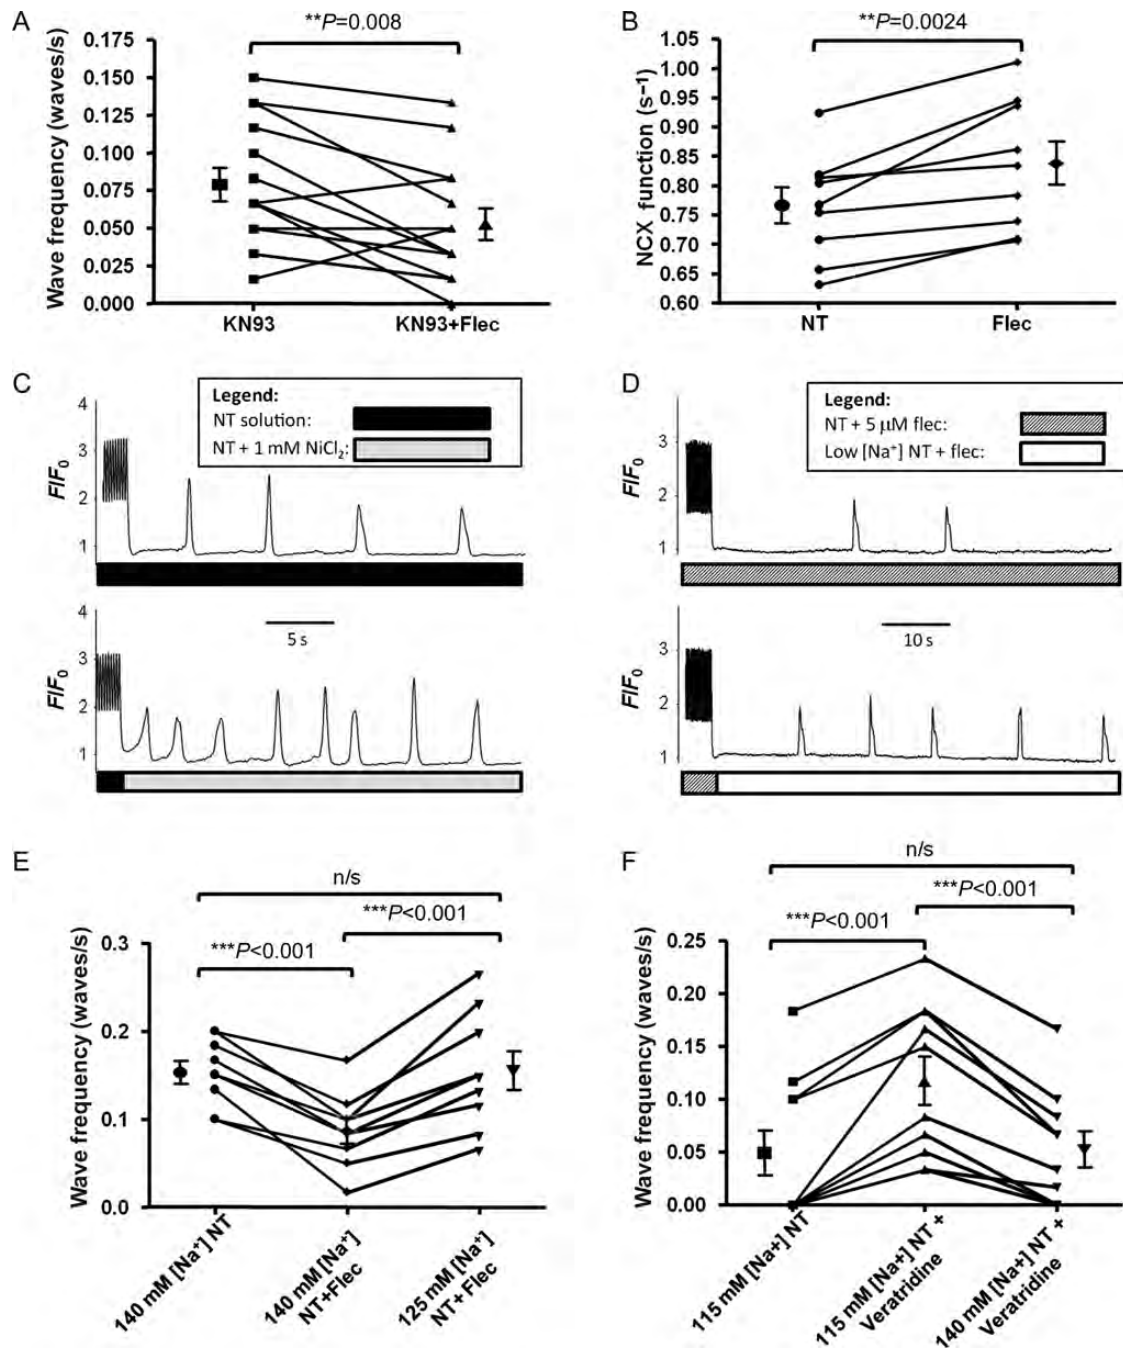 A
**P=0.008
Wave frequency (waves/s)
0.175
0.150
0.125
0.100
0.075
0.050
0.025
0.000
KN93
KN93+Flec
B
**P=0.0024
NCX function (s⁻¹)
1.05
1.00
0.95
0.90
0.85
0.80
0.75
0.70
0.65
0.60
NT
Flec
C
Legend:
NT solution:
NT + 1 mM NiCl₂:
F/F₀
4
3
2
1
5 s
F/F₀
4
3
2
1
D
Legend:
NT + 5 μM flec:
Low [Na⁺] NT + flec:
F/F₀
3
2
1
10 s
F/F₀
3
2
1
E
n/s
***P<0.001
***P<0.001
Wave frequency (waves/s)
0.3
0.2
0.1
0.0
140 mM [Na⁺] NT
140 mM [Na⁺]
NT+Flec
125 mM [Na⁺]
NT+ Flec
F
n/s
***P<0.001
***P<0.001
Wave frequency (waves/s)
0.25
0.20
0.15
0.10
0.05
0.00
115 mM [Na+] NT
115 mM [Na+] NT +
Veratridine
140 mM [Na+] NT +
Veratridine